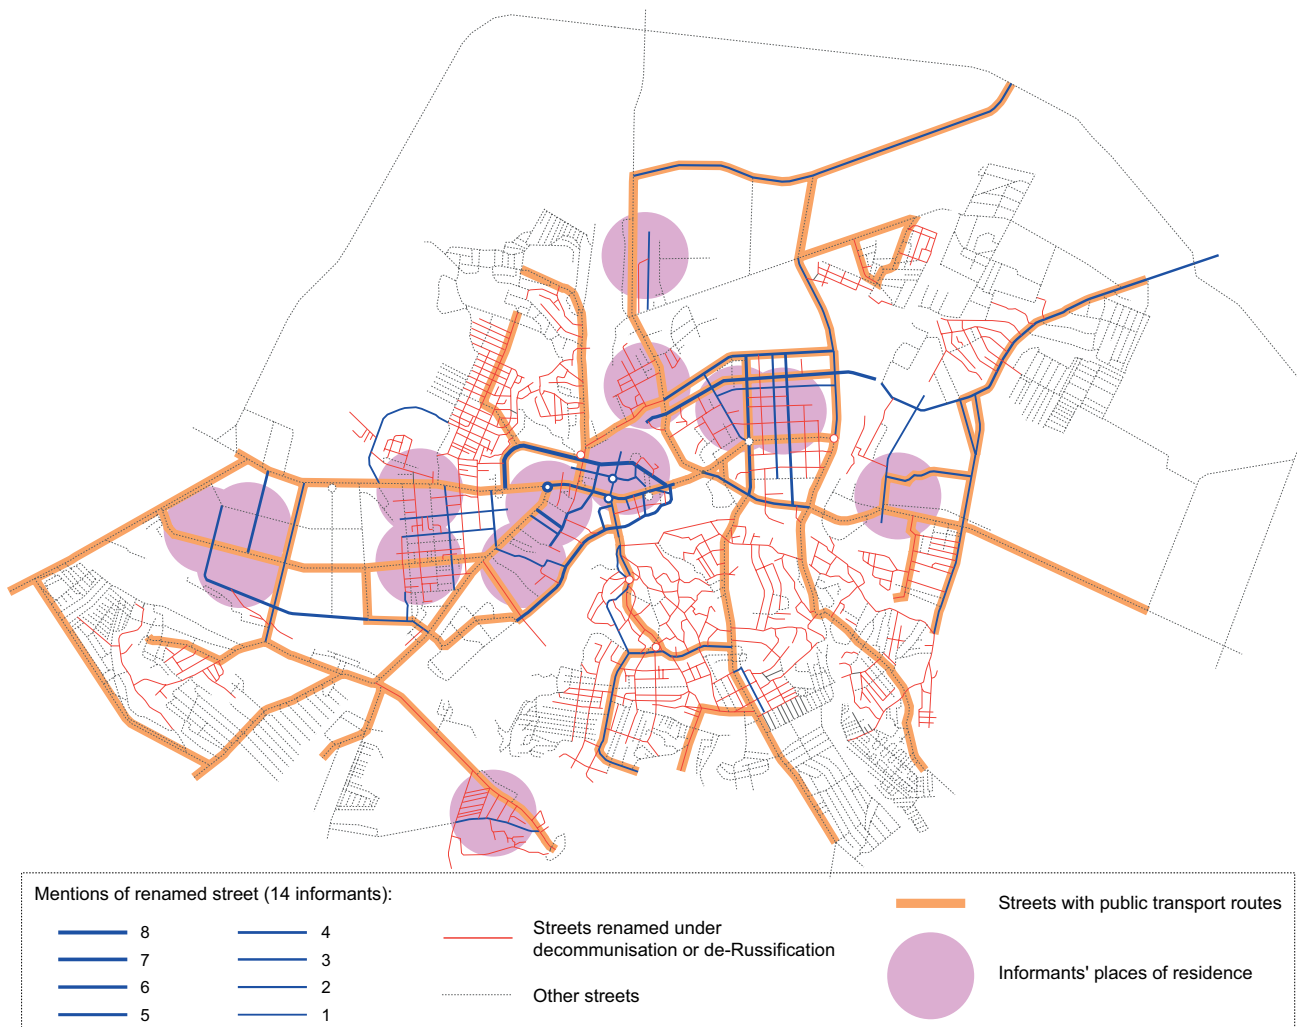 Mentions of renamed street (14 informants):
8
7
6
5
4
3
2
1
Streets renamed under
decommunisation or de-Russification
Other streets
Streets with public transport routes
Informants' places of residence